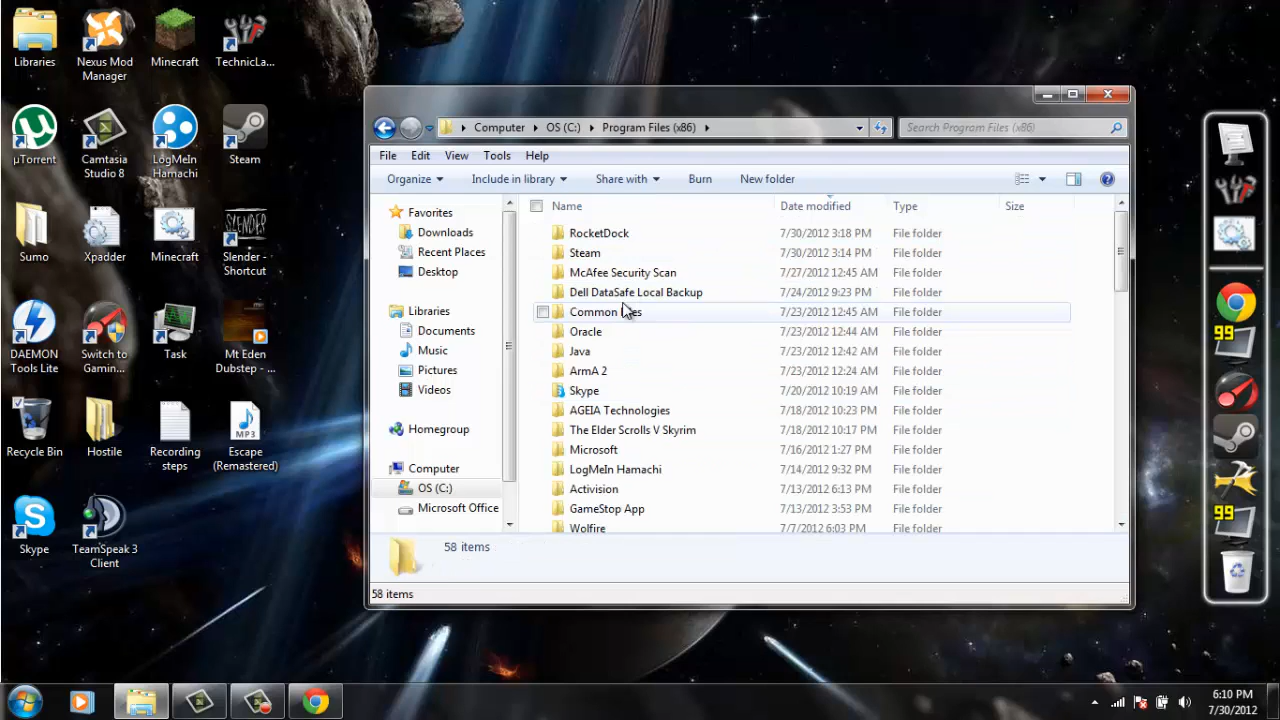 Libraries
Nexus Mod
Manager
Minecraft
TechnicLa...
µTorrent
Camtasia
Studio 8
LogMeIn
Hamachi
Steam
Sumo
Xpadder
Minecraft
SLENDER
Slender -
Shortcut
DAEMON
Tools Lite
Switch to
Gamin...
Task
Mt Eden
Dubstep - ...
Recycle Bin
Hostile
Recording
steps
MP3
Escape
(Remastered)
Skype
TeamSpeak 3
Client
Computer OS (C:) Program Files (x86)
Search Program Files (x86)
File Edit View Tools Help
Organize Include in library Share with Burn New folder
Favorites
Downloads
Recent Places
Desktop
Libraries
Documents
Music
Pictures
Videos
Homegroup
Computer
OS (C:)
Microsoft Office
Name Date modified Type Size
RocketDock 7/30/2012 3:18 PM File folder
Steam 7/30/2012 3:14 PM File folder
McAfee Security Scan 7/27/2012 12:45 AM File folder
Dell DataSafe Local Backup 7/24/2012 9:23 PM File folder
Common Files 7/23/2012 12:45 AM File folder
Oracle 7/23/2012 12:44 AM File folder
Java 7/23/2012 12:42 AM File folder
ArmA 2 7/23/2012 12:24 AM File folder
Skype 7/20/2012 10:19 AM File folder
AGEIA Technologies 7/18/2012 10:23 PM File folder
The Elder Scrolls V Skyrim 7/18/2012 10:17 PM File folder
Microsoft 7/16/2012 1:27 PM File folder
LogMeIn Hamachi 7/14/2012 9:32 PM File folder
Activision 7/13/2012 6:13 PM File folder
GameStop App 7/13/2012 3:53 PM File folder
Wolfire 7/7/2012 6:03 PM File folder
58 items
58 items
99
99
6:10 PM
7/30/2012